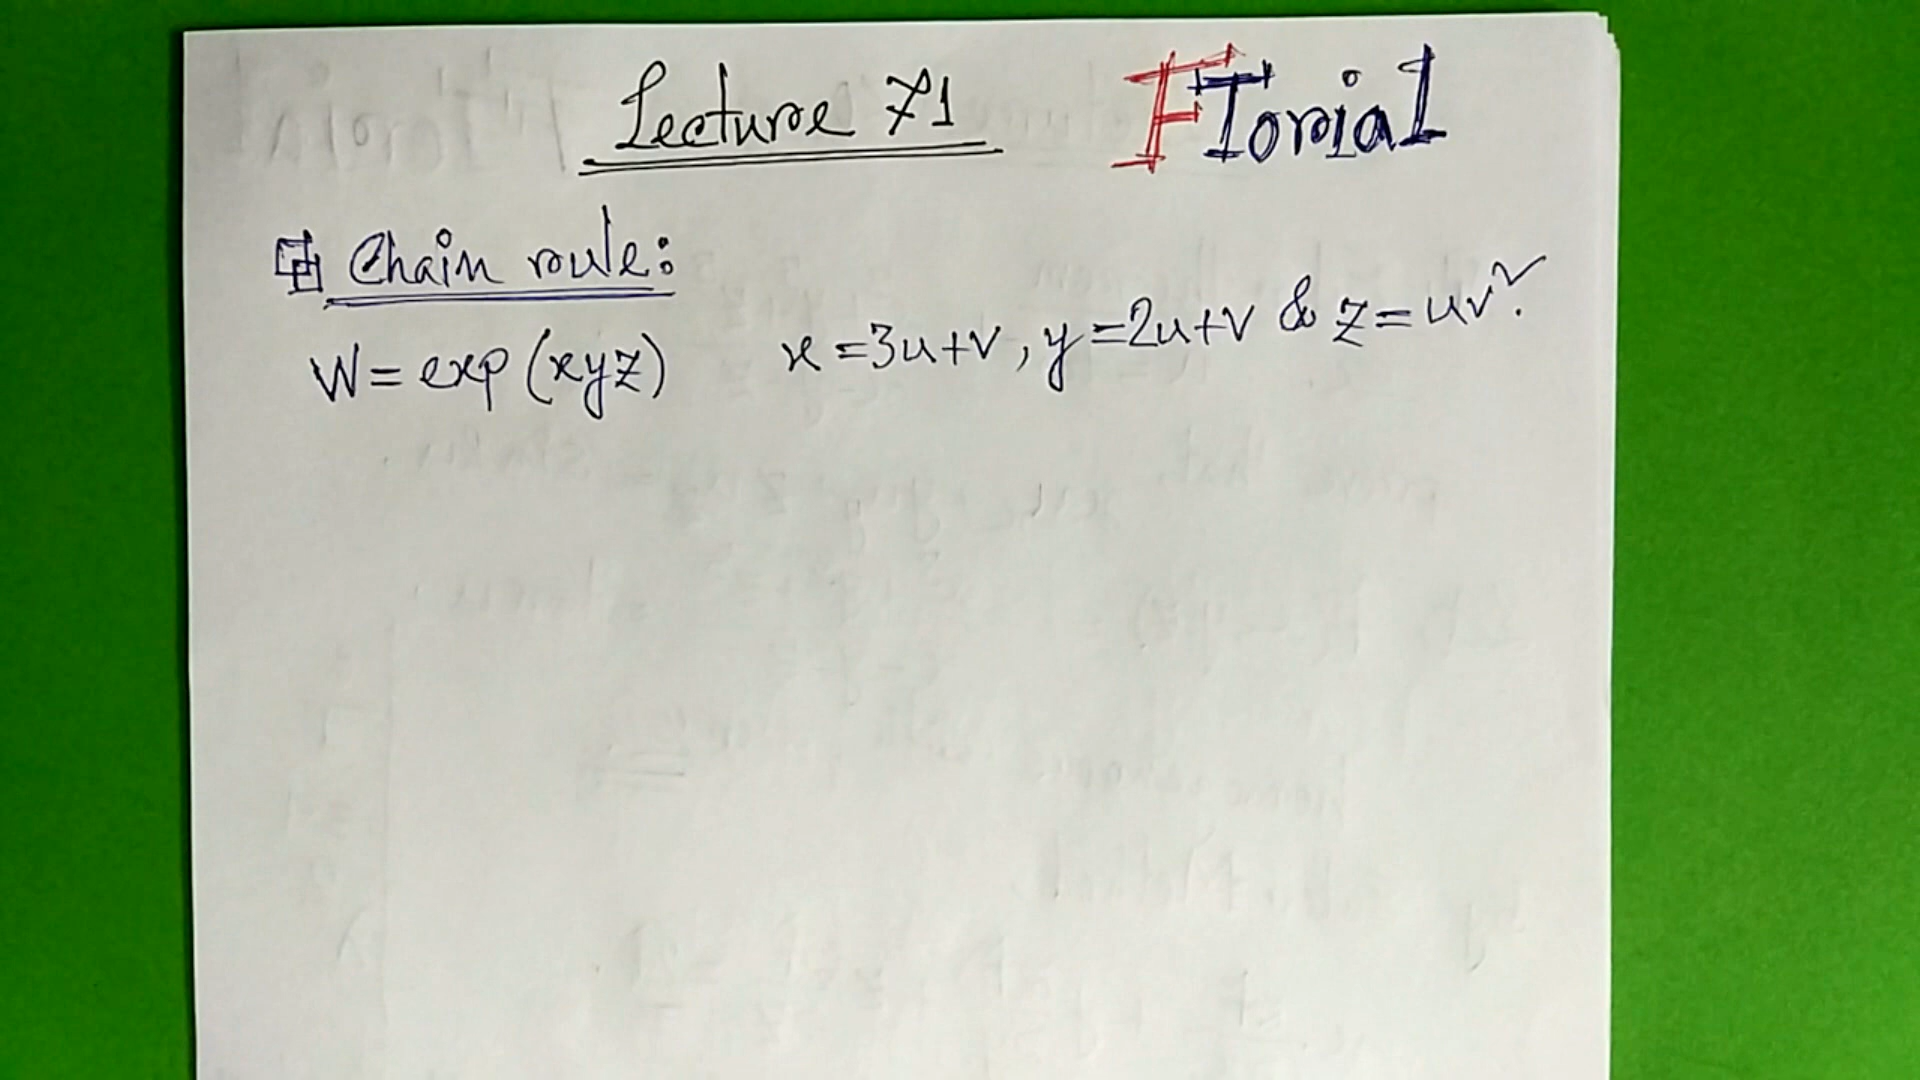 Lecture 71 FTorial
Chain rule:
W = exp (xyz) x = 3u+v, y = 2u+v & z = uv².